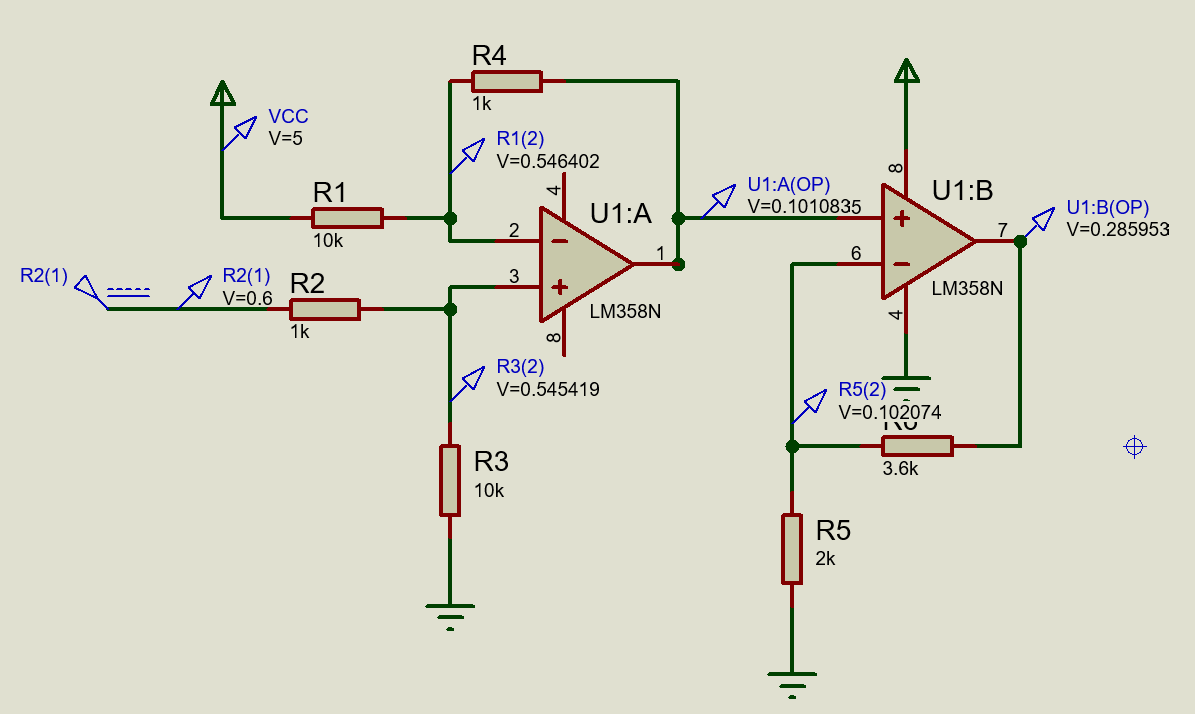 R4
1k
VCC
V=5
R1(2)
V=0.546402
4
8
R1
10k
U1:A
2
3
1
LM358N
8
U1:A(OP)
V=0.1010835
U1:B
7
6
LM358N
4
U1:B(OP)
V=0.285953
R2(1)
R2(1)
V=0.6
R2
1k
R3(2)
V=0.545419
R5(2)
V=0.102074
3.6k
R3
10k
R5
2k